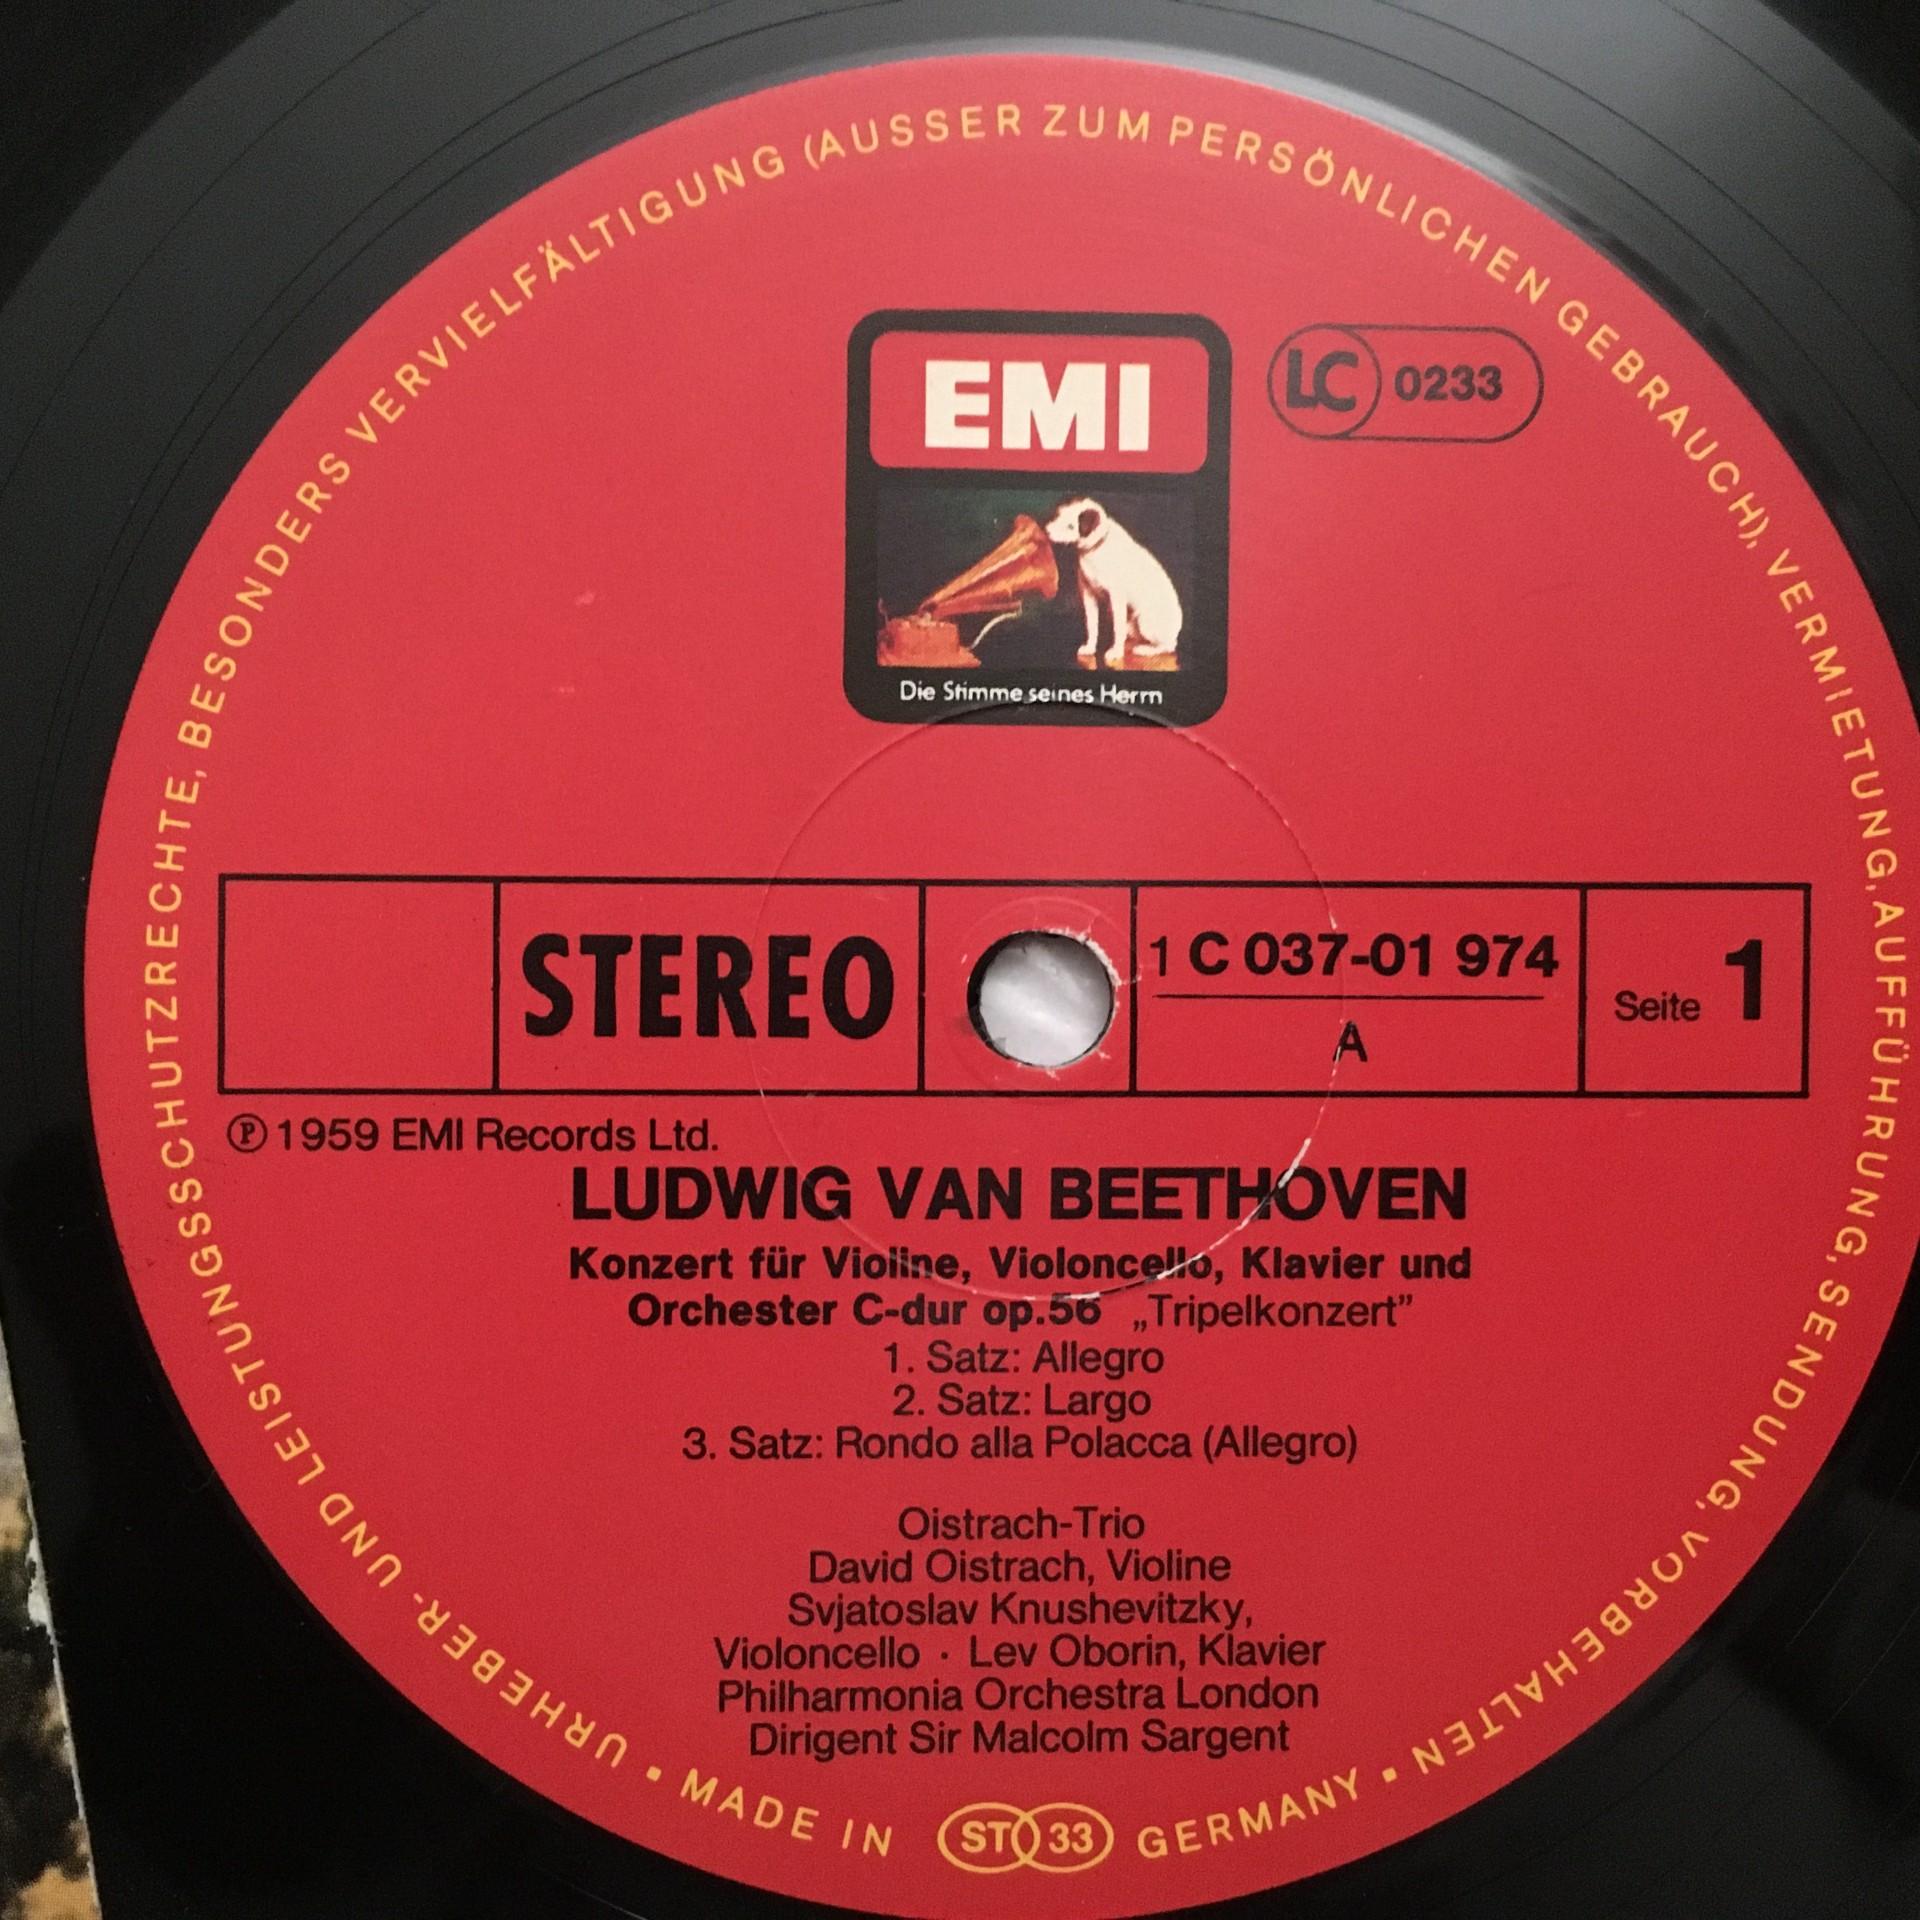 URHEBER- UND LEISTUNGSSCHUTZRECHTE, BESONDERS VERVIELFÄLTIGUNG (AUSSER ZUM PERSÖNLICHEN GEBRAUCH), VERMIETUNG, AUFFÜHRUNG, SENDUNG, VORBEHALTEN
EMI
LC 0233
Die Stimme seines Herrn
STEREO
1 C 037-01 974
A
Seite 1
℗ 1959 EMI Records Ltd.
LUDWIG VAN BEETHOVEN
Konzert für Violine, Violoncello, Klavier und
Orchester C-dur op.56 „Tripelkonzert”
1. Satz: Allegro
2. Satz: Largo
3. Satz: Rondo alla Polacca (Allegro)
Oistrach-Trio
David Oistrach, Violine
Svjatoslav Knushevitzky,
Violoncello · Lev Oborin, Klavier
Philharmonia Orchestra London
Dirigent Sir Malcolm Sargent
▪ MADE IN ST 33 GERMANY ▪